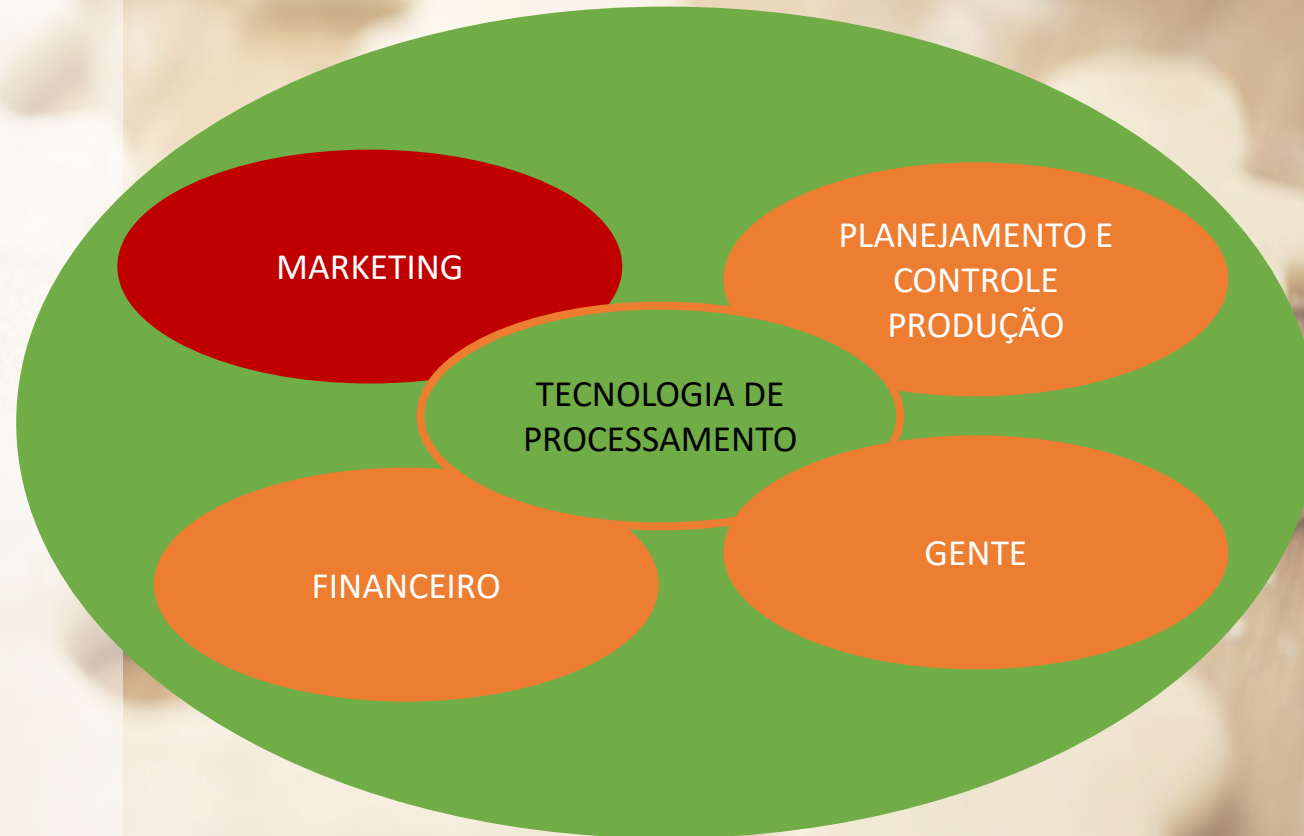 MARKETING
PLANEJAMENTO E
CONTROLE
PRODUÇÃO
TECNOLOGIA DE
PROCESSAMENTO
FINANCEIRO
GENTE